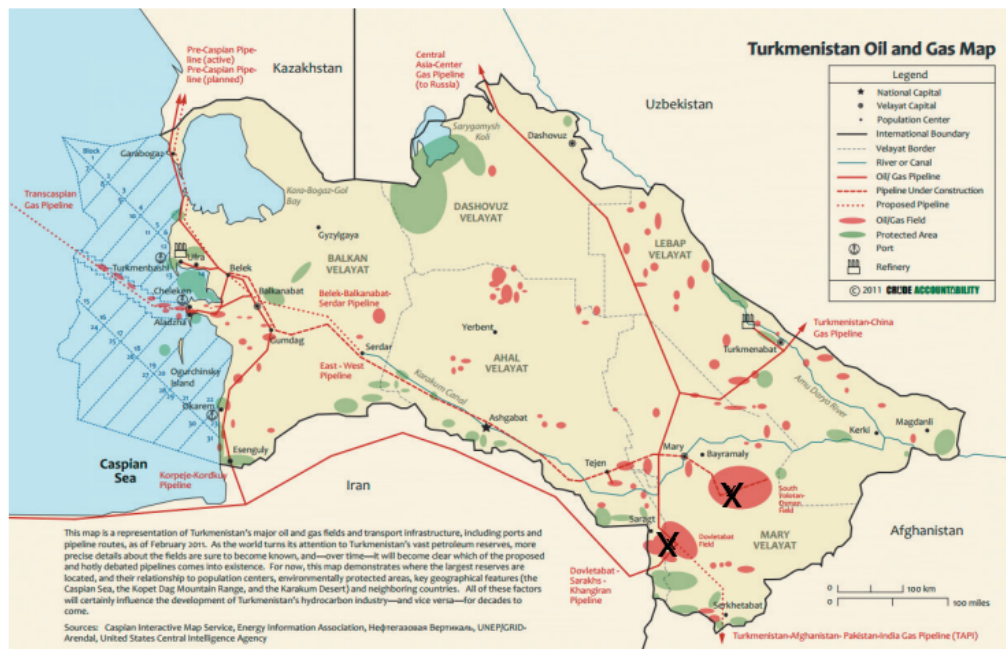 Turkmenistan Oil and Gas Map
Legend
National Capital
Velayat Capital
Population Center
International Boundary
Velayat Border
River or Canal
Oil/ Gas Pipeline
Pipeline Under Construction
Proposed Pipeline
Oil/Gas Field
Protected Area
Port
Refinery
© 2011 CRUDE ACCOUNTABILITY
Pre-Caspian Pipe-
line (active)
Pre-Caspian Pipe-
line (planned)
Kazakhstan
Central
Asia-Center
Gas Pipeline
(to Russia)
Uzbekistan
Sarygamysh
Koli
Dashovuz
Block
1
Garabogaz
Transcaspian
Gas Pipeline
Kara-Bogaz-Gol
Bay
DASHOVUZ
VELAYAT
Gyzylgaya
LEBAP
VELAYAT
BALKAN
VELAYAT
Ufra
Turkmenbashi
Belek
Cheleken
Balkanabat
Belek-Balkanabat-
Serdar Pipeline
Aladzha
Gumdag
Yerbent
Serdar
Turkmenistan-China
Gas Pipeline
Turkmenabat
East - West
Pipeline
AHAL
VELAYAT
Ogurchinsky
Island
Karakum Canal
Amu Darya River
Okarem
Ashgabat
Magdanli
Kerki
Esenguly
Mary
Bayramaly
Tejen
Caspian
Sea
Korpeje-Kordkuy
Pipeline
Iran
X
South
Yolotan-
Osman
Field
Saragt
Afghanistan
Dovletabat
Field
X
MARY
VELAYAT
Dovletabat -
Sarakhs -
Khangiran
Pipeline
Serkhetabat
0 100 km
0 100 miles
Turkmenistan-Afghanistan- Pakistan-India Gas Pipeline (TAPI)
This map is a representation of Turkmenistan's major oil and gas fields and transport infrastructure, including ports and
pipeline routes, as of February 2011. As the world turns its attention to Turkmenistan's vast petroleum reserves, more
precise details about the fields are sure to become known, and—over time—it will become clear which of the proposed
and hotly debated pipelines comes into existence. For now, this map demonstrates where the largest reserves are
located, and their relationship to population centers, environmentally protected areas, key geographical features (the
Caspian Sea, the Kopet Dag Mountain Range, and the Karakum Desert) and neighboring countries. All of these factors
will certainly influence the development of Turkmenistan's hydrocarbon industry—and vice versa—for decades to
come.
Sources: Caspian Interactive Map Service, Energy Information Association, Нефтегазовая Вертикаль, UNEP/GRID-
Arendal, United States Central Intelligence Agency